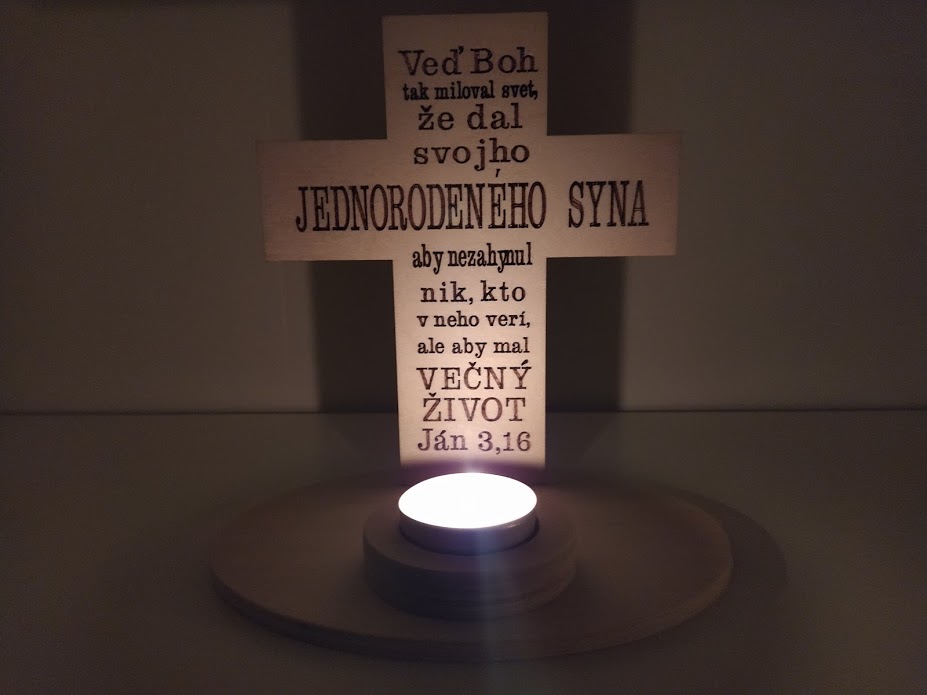 Veď Boh
tak miloval svet,
že dal
svojho
JEDNORODENÉHO SYNA
aby nezahynul
nik, kto
v neho verí,
ale aby mal
VEČNÝ
ŽIVOT
Ján 3,16